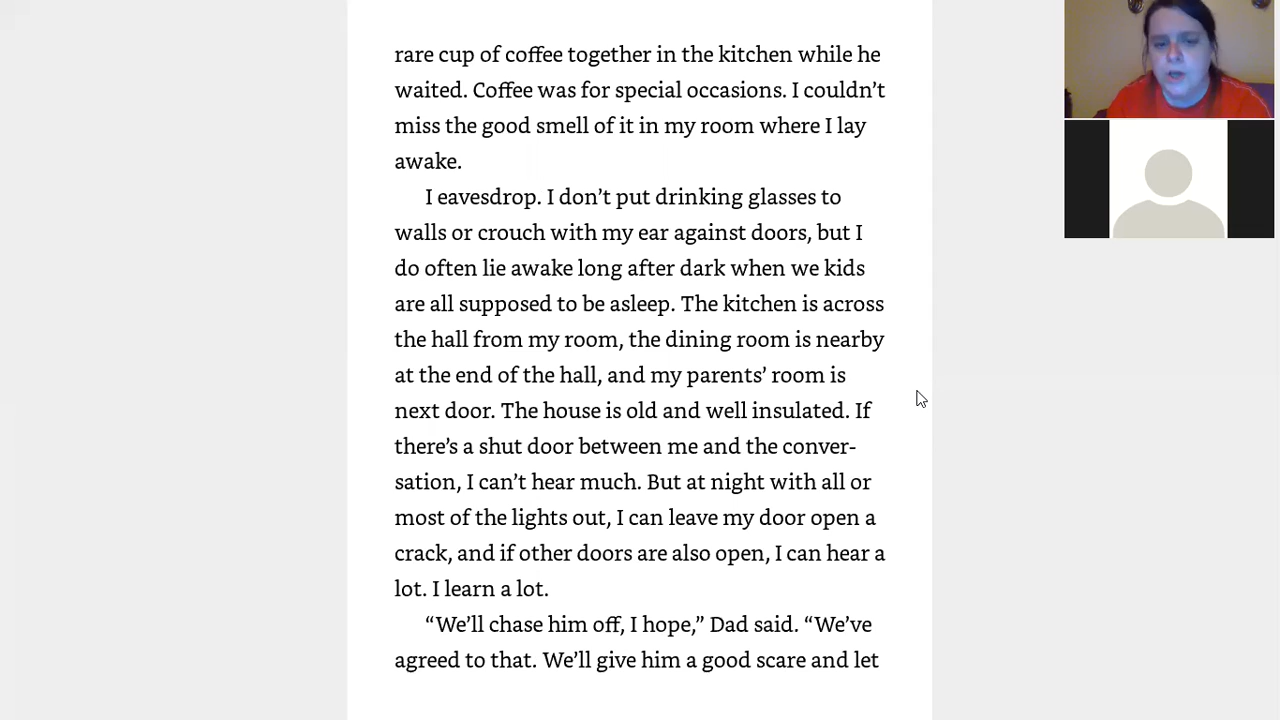 rare cup of coffee together in the kitchen while he
waited. Coffee was for special occasions. I couldn’t
miss the good smell of it in my room where I lay
awake.
I eavesdrop. I don’t put drinking glasses to
walls or crouch with my ear against doors, but I
do often lie awake long after dark when we kids
are all supposed to be asleep. The kitchen is across
the hall from my room, the dining room is nearby
at the end of the hall, and my parents’ room is
next door. The house is old and well insulated. If
there’s a shut door between me and the conver-
sation, I can’t hear much. But at night with all or
most of the lights out, I can leave my door open a
crack, and if other doors are also open, I can hear a
lot. I learn a lot.
“We’ll chase him off, I hope,” Dad said. “We’ve
agreed to that. We’ll give him a good scare and let